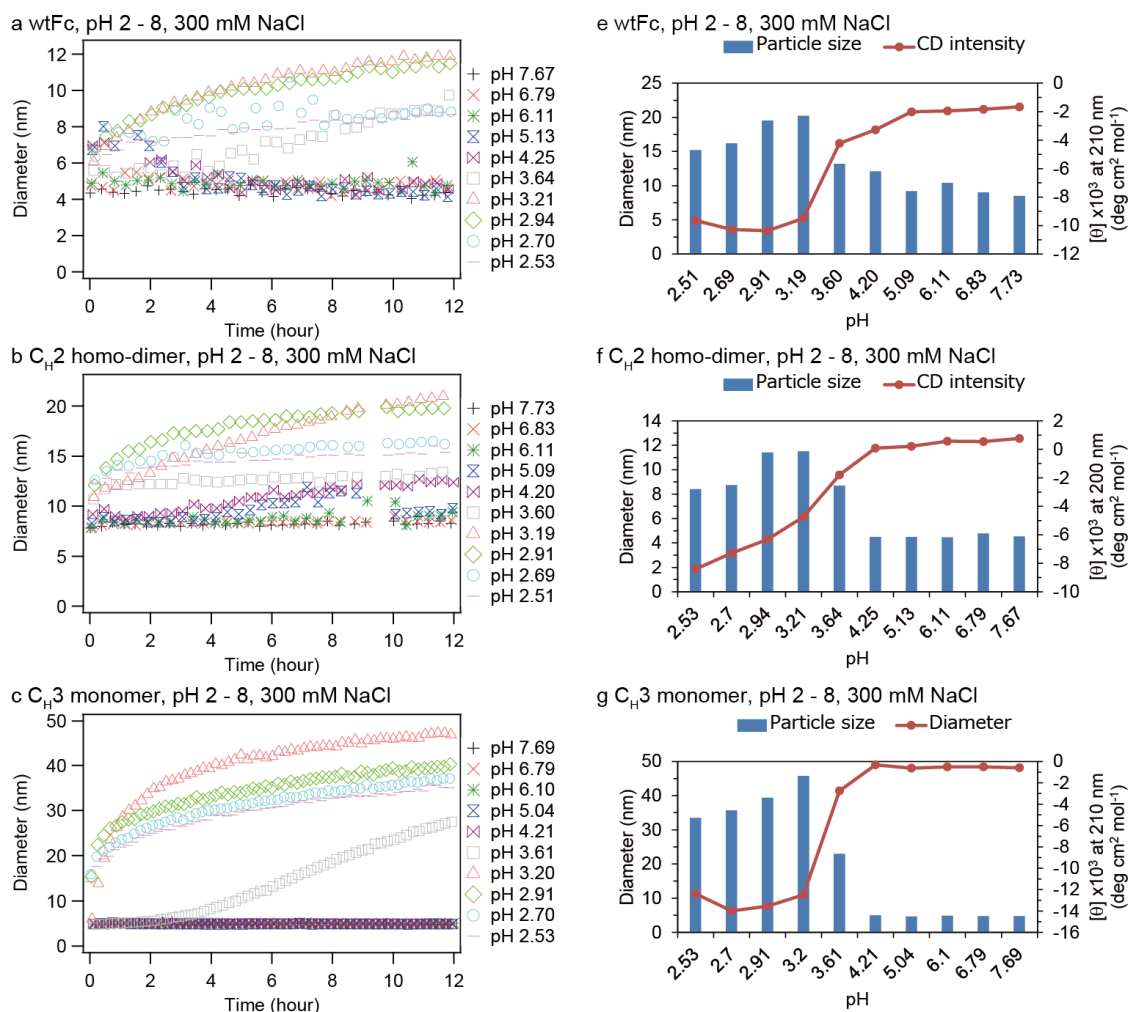 a wtFc, pH 2 - 8, 300 mM NaCl
Diameter (nm)
12
10
8
6
4
2
0
0 2 4 6 8 10 12
Time (hour)
pH 7.67
pH 6.79
pH 6.11
pH 5.13
pH 4.25
pH 3.64
pH 3.21
pH 2.94
pH 2.70
pH 2.53
e wtFc, pH 2 - 8, 300 mM NaCl
Particle size CD intensity
Diameter (nm)
25
20
15
10
5
0
0
-2
-4
-6
-8
-10
-12
[θ] x10³ at 210 nm
(deg cm² mol-¹)
2.51 2.69 2.91 3.19 3.60 4.20 5.09 6.11 6.83 7.73
pH
b CH2 homo-dimer, pH 2 - 8, 300 mM NaCl
Diameter (nm)
20
15
10
5
0
0 2 4 6 8 10 12
Time (hour)
pH 7.73
pH 6.83
pH 6.11
pH 5.09
pH 4.20
pH 3.60
pH 3.19
pH 2.91
pH 2.69
pH 2.51
f CH2 homo-dimer, pH 2 - 8, 300 mM NaCl
Particle size CD intensity
Diameter (nm)
14
12
10
8
6
4
2
0
2
0
-2
-4
-6
-8
-10
[θ] x10³ at 200 nm
(deg cm² mol-¹)
2.53 2.7 2.94 3.21 3.64 4.25 5.13 6.11 6.79 7.67
pH
c CH3 monomer, pH 2 - 8, 300 mM NaCl
Diameter (nm)
50
40
30
20
10
0
0 2 4 6 8 10 12
Time (hour)
pH 7.69
pH 6.79
pH 6.10
pH 5.04
pH 4.21
pH 3.61
pH 3.20
pH 2.91
pH 2.70
pH 2.53
g CH3 monomer, pH 2 - 8, 300 mM NaCl
Particle size Diameter
Diameter (nm)
50
40
30
20
10
0
0
-2
-4
-6
-8
-10
-12
-14
-16
[θ] x10³ at 210 nm
(deg cm² mol-¹)
2.53 2.7 2.91 3.2 3.61 4.21 5.04 6.1 6.79 7.69
pH